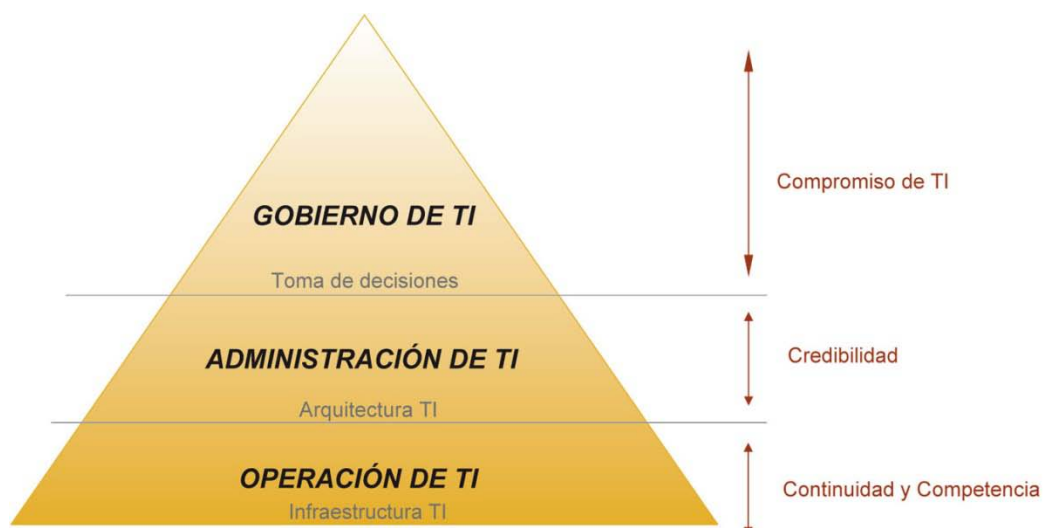 GOBIERNO DE TI
Toma de decisiones
Compromiso de TI
ADMINISTRACIÓN DE TI
Arquitectura TI
Credibilidad
OPERACIÓN DE TI
Infraestructura TI
Continuidad y Competencia